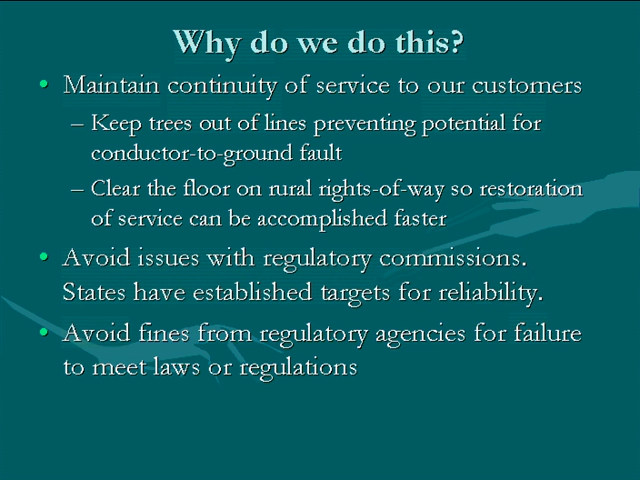 Why do we do this?
• Maintain continuity of service to our customers
– Keep trees out of lines preventing potential for
conductor-to-ground fault
– Clear the floor on rural rights-of-way so restoration
of service can be accomplished faster
• Avoid issues with regulatory commissions.
States have established targets for reliability.
• Avoid fines from regulatory agencies for failure
to meet laws or regulations